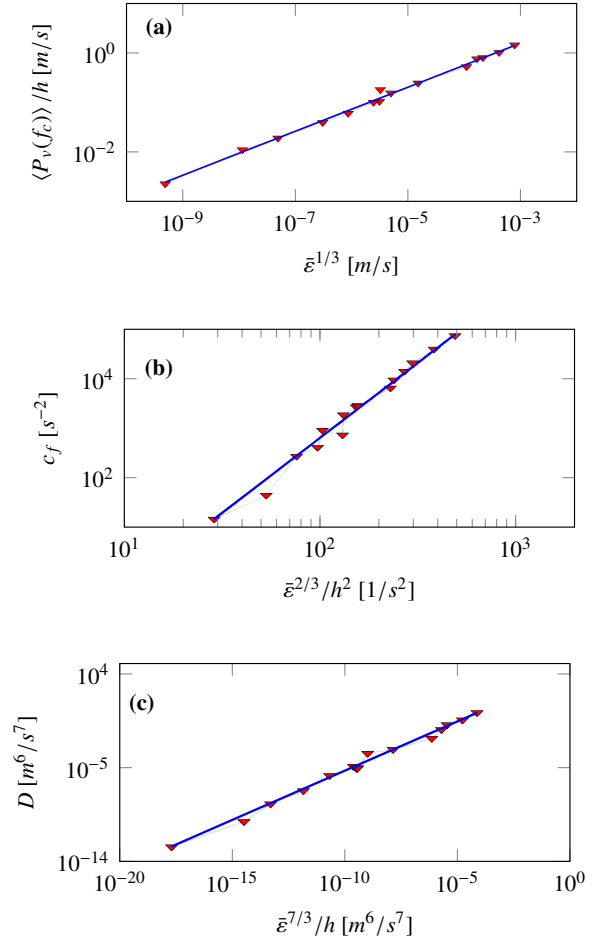 (a)
10^0
10^{-2}
⟨P_ν(f_c)⟩/h [m/s]
10^{-9} 10^{-7} 10^{-5} 10^{-3}
ε̄^{1/3} [m/s]
(b)
10^4
10^2
c_f [s^{-2}]
10^1 10^2 10^3
ε̄^{2/3}/h^2 [1/s^2]
(c)
10^4
10^{-5}
10^{-14}
D [m^6/s^7]
10^{-20} 10^{-15} 10^{-10} 10^{-5} 10^0
ε̄^{7/3}/h [m^6/s^7]